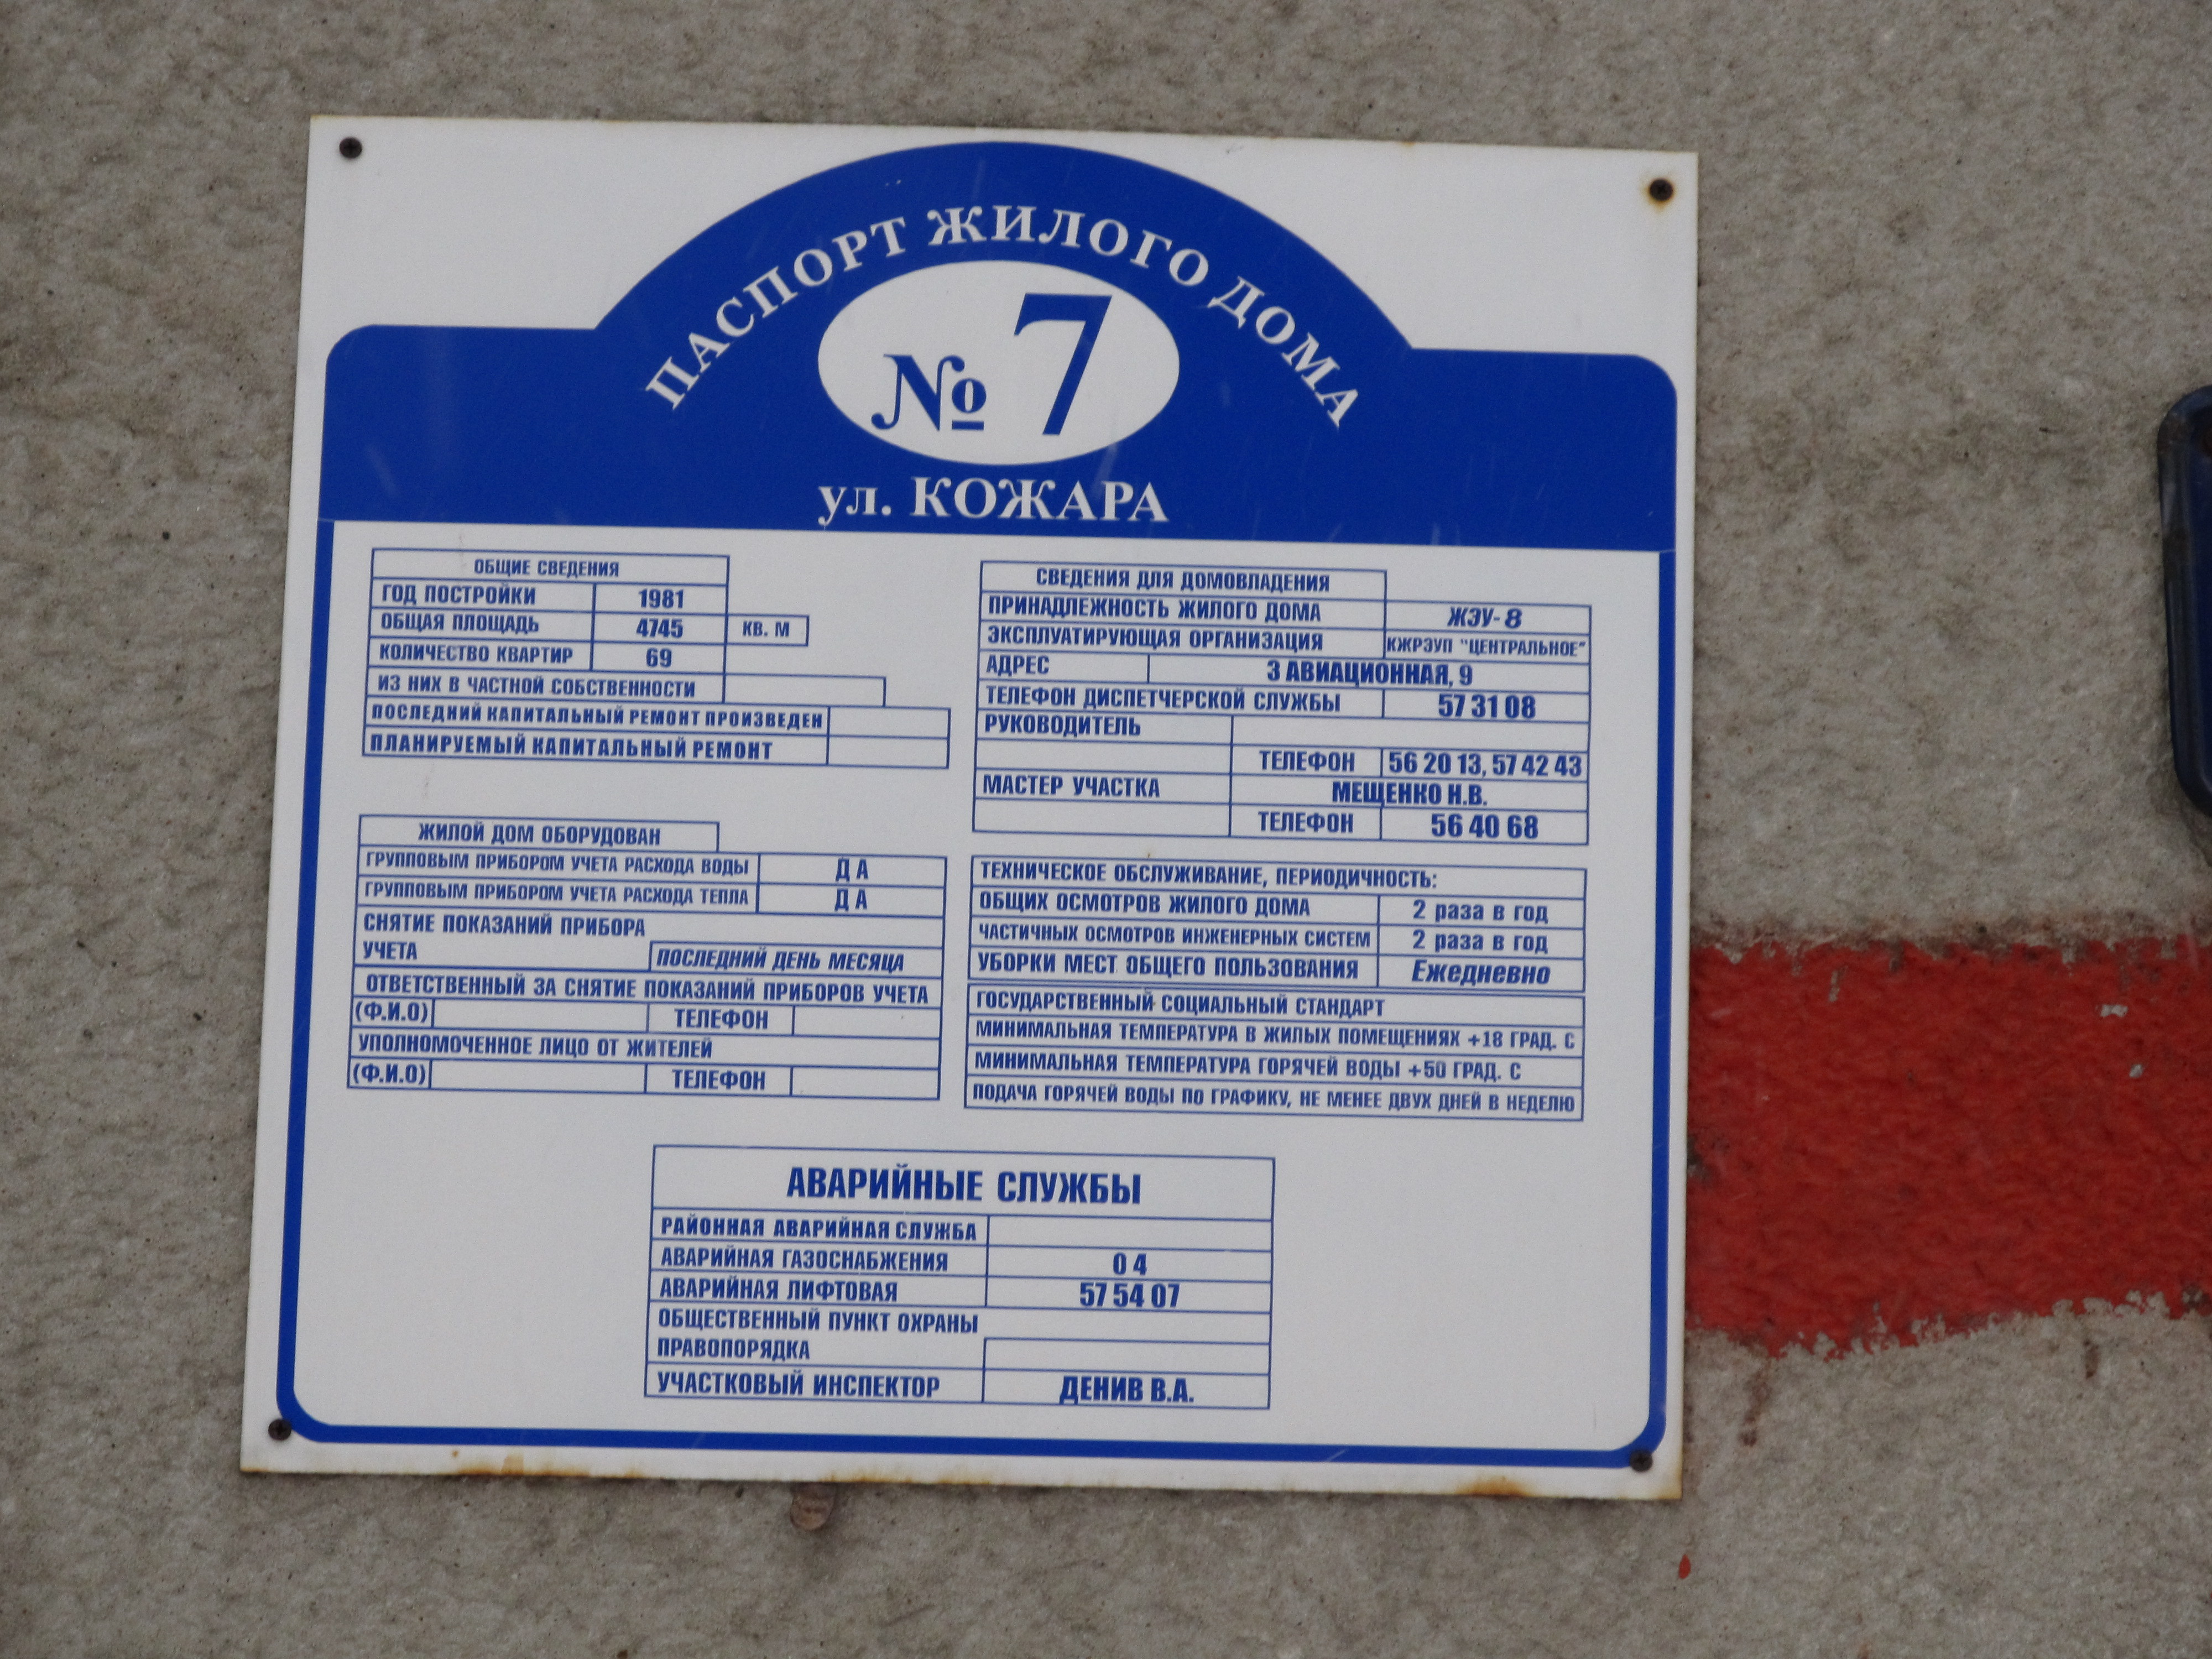 ПАСПОРТ ЖИЛОГО ДОМА
№ 7
ул. КОЖАРА
ОБЩИЕ СВЕДЕНИЯ
ГОД ПОСТРОЙКИ 1981
ОБЩАЯ ПЛОЩАДЬ 4745 КВ. М
КОЛИЧЕСТВО КВАРТИР 69
ИЗ НИХ В ЧАСТНОЙ СОБСТВЕННОСТИ
ПОСЛЕДНИЙ КАПИТАЛЬНЫЙ РЕМОНТ ПРОИЗВЕДЕН
ПЛАНИРУЕМЫЙ КАПИТАЛЬНЫЙ РЕМОНТ
ЖИЛОЙ ДОМ ОБОРУДОВАН
ГРУППОВЫМ ПРИБОРОМ УЧЕТА РАСХОДА ВОДЫ ДА
ГРУППОВЫМ ПРИБОРОМ УЧЕТА РАСХОДА ТЕПЛА ДА
СНЯТИЕ ПОКАЗАНИЙ ПРИБОРА
УЧЕТА ПОСЛЕДНИЙ ДЕНЬ МЕСЯЦА
ОТВЕТСТВЕННЫЙ ЗА СНЯТИЕ ПОКАЗАНИЙ ПРИБОРОВ УЧЕТА
(Ф.И.О) ТЕЛЕФОН
УПОЛНОМОЧЕННОЕ ЛИЦО ОТ ЖИТЕЛЕЙ
(Ф.И.О) ТЕЛЕФОН
СВЕДЕНИЯ ДЛЯ ДОМОВЛАДЕНИЯ
ПРИНАДЛЕЖНОСТЬ ЖИЛОГО ДОМА ЖЭУ-8
ЭКСПЛУАТИРУЮЩАЯ ОРГАНИЗАЦИЯ КЖРЭУП "ЦЕНТРАЛЬНОЕ"
АДРЕС 3 АВИАЦИОННАЯ, 9
ТЕЛЕФОН ДИСПЕТЧЕРСКОЙ СЛУЖБЫ 57 31 08
РУКОВОДИТЕЛЬ
ТЕЛЕФОН 56 20 13, 57 42 43
МАСТЕР УЧАСТКА МЕЩЕНКО Н.В.
ТЕЛЕФОН 56 40 68
ТЕХНИЧЕСКОЕ ОБСЛУЖИВАНИЕ, ПЕРИОДИЧНОСТЬ:
ОБЩИХ ОСМОТРОВ ЖИЛОГО ДОМА 2 раза в год
ЧАСТИЧНЫХ ОСМОТРОВ ИНЖЕНЕРНЫХ СИСТЕМ 2 раза в год
УБОРКИ МЕСТ ОБЩЕГО ПОЛЬЗОВАНИЯ Ежедневно
ГОСУДАРСТВЕННЫЙ СОЦИАЛЬНЫЙ СТАНДАРТ
МИНИМАЛЬНАЯ ТЕМПЕРАТУРА В ЖИЛЫХ ПОМЕЩЕНИЯХ +18 ГРАД. С
МИНИМАЛЬНАЯ ТЕМПЕРАТУРА ГОРЯЧЕЙ ВОДЫ +50 ГРАД. С
ПОДАЧА ГОРЯЧЕЙ ВОДЫ ПО ГРАФИКУ, НЕ МЕНЕЕ ДВУХ ДНЕЙ В НЕДЕЛЮ
АВАРИЙНЫЕ СЛУЖБЫ
РАЙОННАЯ АВАРИЙНАЯ СЛУЖБА
АВАРИЙНАЯ ГАЗОСНАБЖЕНИЯ 04
АВАРИЙНАЯ ЛИФТОВАЯ 57 54 07
ОБЩЕСТВЕННЫЙ ПУНКТ ОХРАНЫ
ПРАВОПОРЯДКА
УЧАСТКОВЫЙ ИНСПЕКТОР ДЕНИВ В.А.